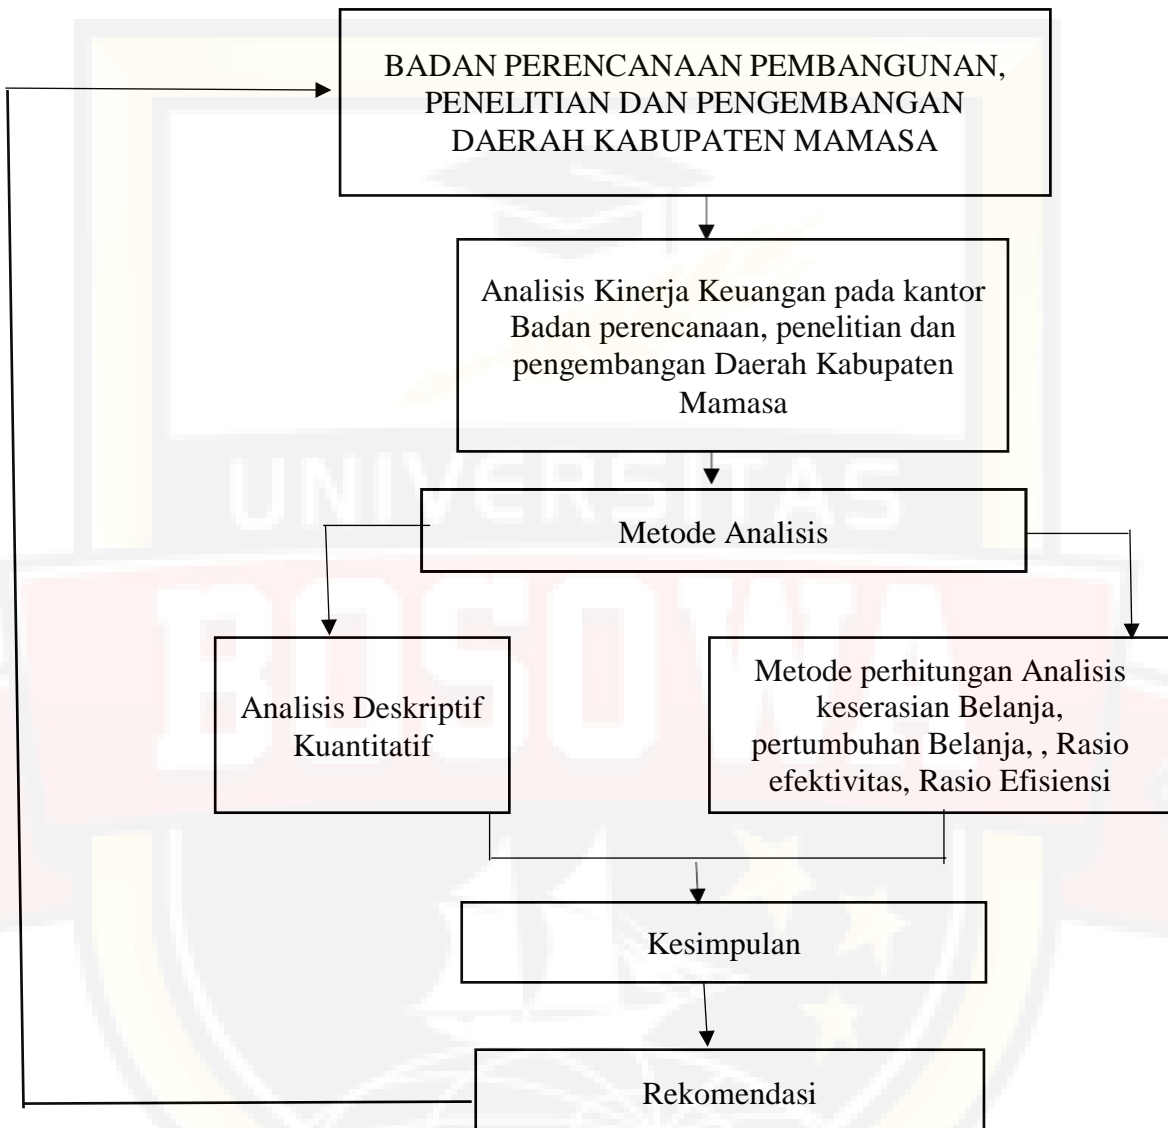 BADAN PERENCANAAN PEMBANGUNAN,
PENELITIAN DAN PENGEMBANGAN
DAERAH KABUPATEN MAMASA
Analisis Kinerja Keuangan pada kantor
Badan perencanaan, penelitian dan
pengembangan Daerah Kabupaten
Mamasa
UNIVERSITAS
Metode Analisis
BOSOWA
Analisis Deskriptif
Kuantitatif
Metode perhitungan Analisis
keserasian Belanja,
pertumbuhan Belanja, , Rasio
efektivitas, Rasio Efisiensi
Kesimpulan
Rekomendasi